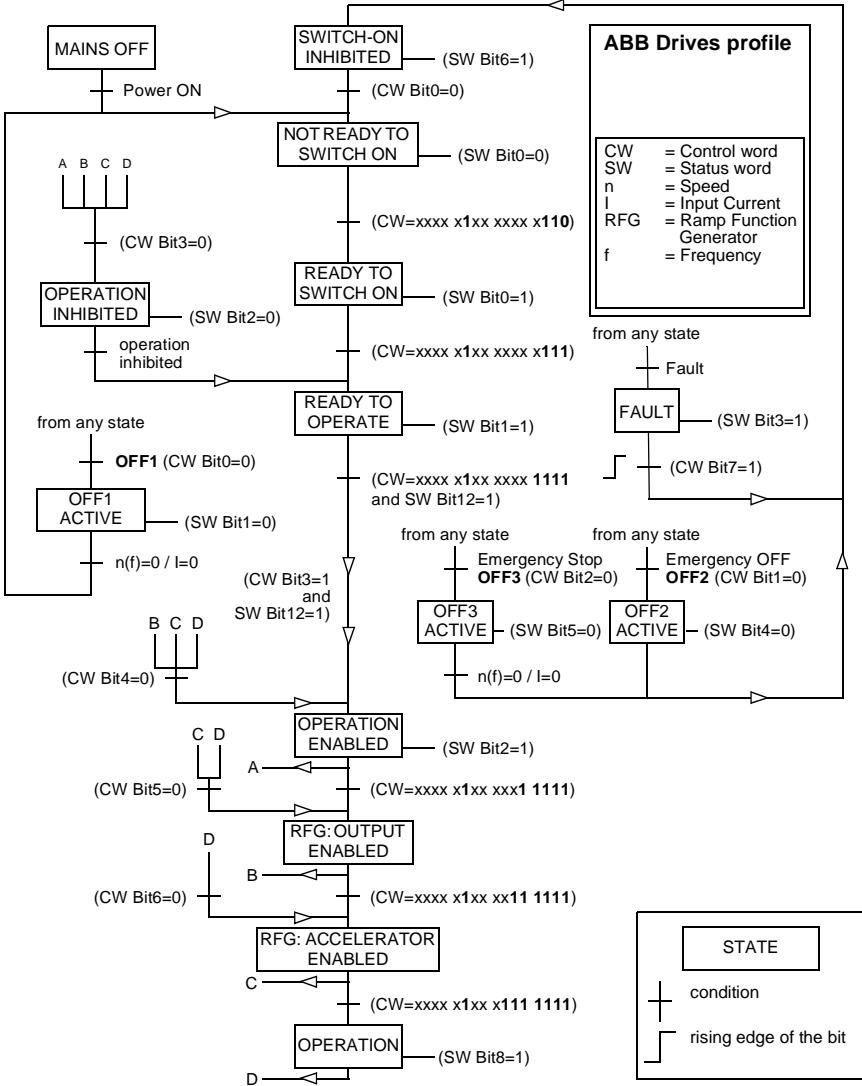 MAINS OFF
Power ON
SWITCH-ON
INHIBITED
(SW Bit6=1)
(CW Bit0=0)
NOT READY TO
SWITCH ON
(SW Bit0=0)
A B C D
(CW Bit3=0)
(CW=xxxx x1xx xxxx x110)
OPERATION
INHIBITED
(SW Bit2=0)
operation
inhibited
READY TO
SWITCH ON
(SW Bit0=1)
(CW=xxxx x1xx xxxx x111)
READY TO
OPERATE
(SW Bit1=1)
from any state
OFF1 (CW Bit0=0)
OFF1
ACTIVE
(SW Bit1=0)
n(f)=0 / I=0
(CW=xxxx x1xx xxxx 1111
and SW Bit12=1)
(CW Bit3=1
and
SW Bit12=1)
ABB Drives profile
CW = Control word
SW = Status word
n = Speed
I = Input Current
RFG = Ramp Function
Generator
f = Frequency
from any state
Fault
FAULT
(SW Bit3=1)
(CW Bit7=1)
from any state
Emergency Stop
OFF3 (CW Bit2=0)
OFF3
ACTIVE
(SW Bit5=0)
n(f)=0 / I=0
from any state
Emergency OFF
OFF2 (CW Bit1=0)
OFF2
ACTIVE
(SW Bit4=0)
B C D
(CW Bit4=0)
OPERATION
ENABLED
(SW Bit2=1)
A
C D
(CW Bit5=0)
(CW=xxxx x1xx xxx1 1111)
RFG: OUTPUT
ENABLED
B
D
(CW Bit6=0)
(CW=xxxx x1xx xx11 1111)
RFG: ACCELERATOR
ENABLED
C
(CW=xxxx x1xx x111 1111)
OPERATION
(SW Bit8=1)
D
STATE
condition
rising edge of the bit